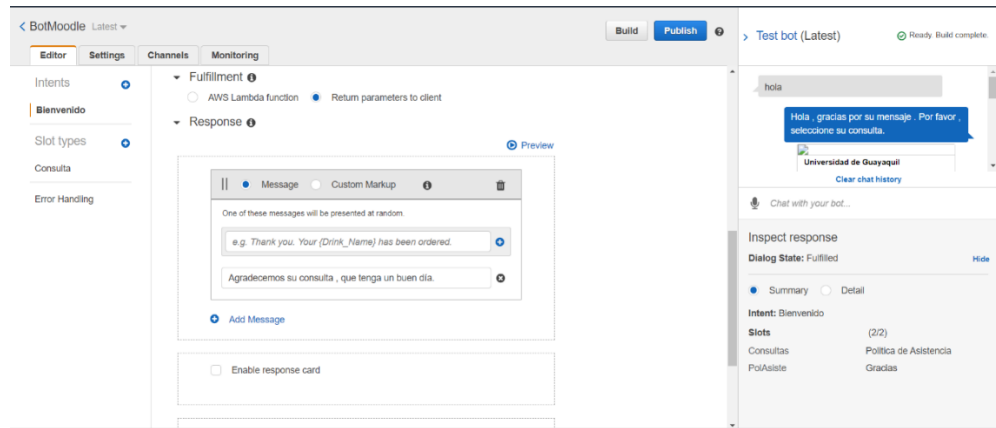 BotMoodle Latest
Build
Publish
Editor Settings Channels Monitoring
Intents
Bienvenido
Slot types
Consulta
Error Handling
Fulfillment
AWS Lambda function Return parameters to client
Response
Preview
Message Custom Markup
One of these messages will be presented at random.
e.g. Thank you. Your {Drink_Name} has been ordered.
Agradecemos su consulta , que tenga un buen día.
Add Message
Enable response card
Test bot (Latest)
Ready. Build complete.
hola
Hola , gracias por su mensaje . Por favor ,
seleccione su consulta.
Universidad de Guayaquil
Clear chat history
Chat with your bot...
Inspect response
Dialog State: Fulfilled
Hide
Summary Detail
Intent: Bienvenido
Slots (2/2)
Consultas Politica de Asistencia
PolAsiste Gracias